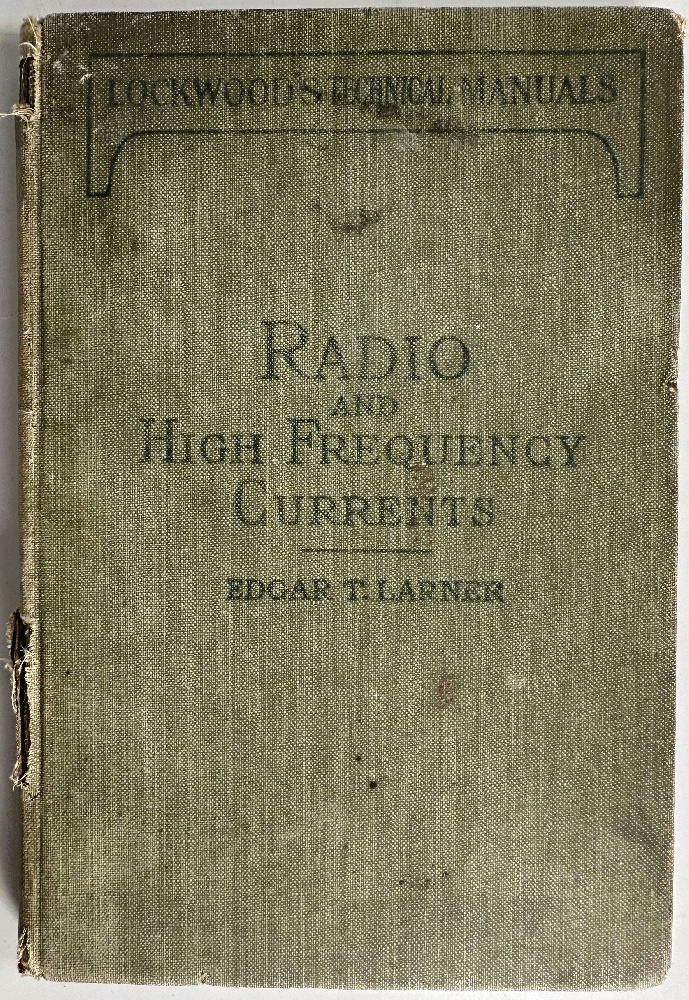 LOCKWOOD'S TECHNICAL MANUALS
RADIO
AND
HIGH FREQUENCY
CURRENTS
EDGAR T. LARNER